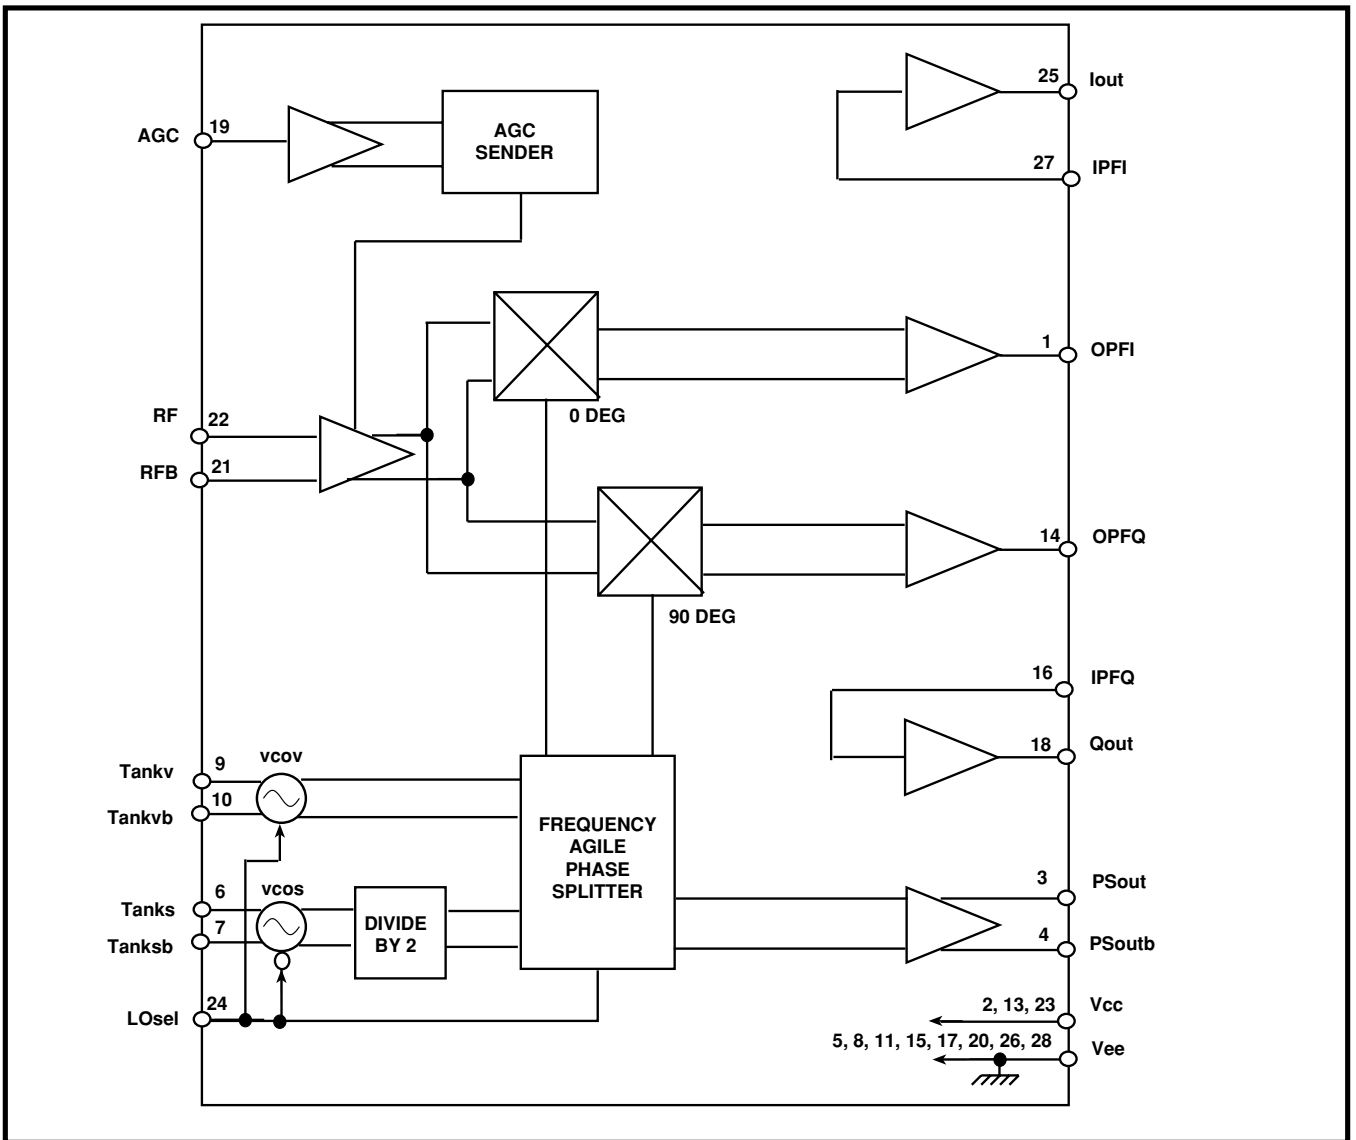 25
Iout
AGC
19
AGC
SENDER
27
IPFI
1
OPFI
RF
22
0 DEG
RFB
21
14
OPFQ
90 DEG
16
IPFQ
18
Qout
vcov
Tankv
9
10
Tankvb
FREQUENCY
AGILE
PHASE
SPLITTER
vcos
6
Tanks
7
Tanksb
DIVIDE
BY 2
3
PSout
4
PSoutb
24
LOsel
2, 13, 23
Vcc
5, 8, 11, 15, 17, 20, 26, 28
Vee